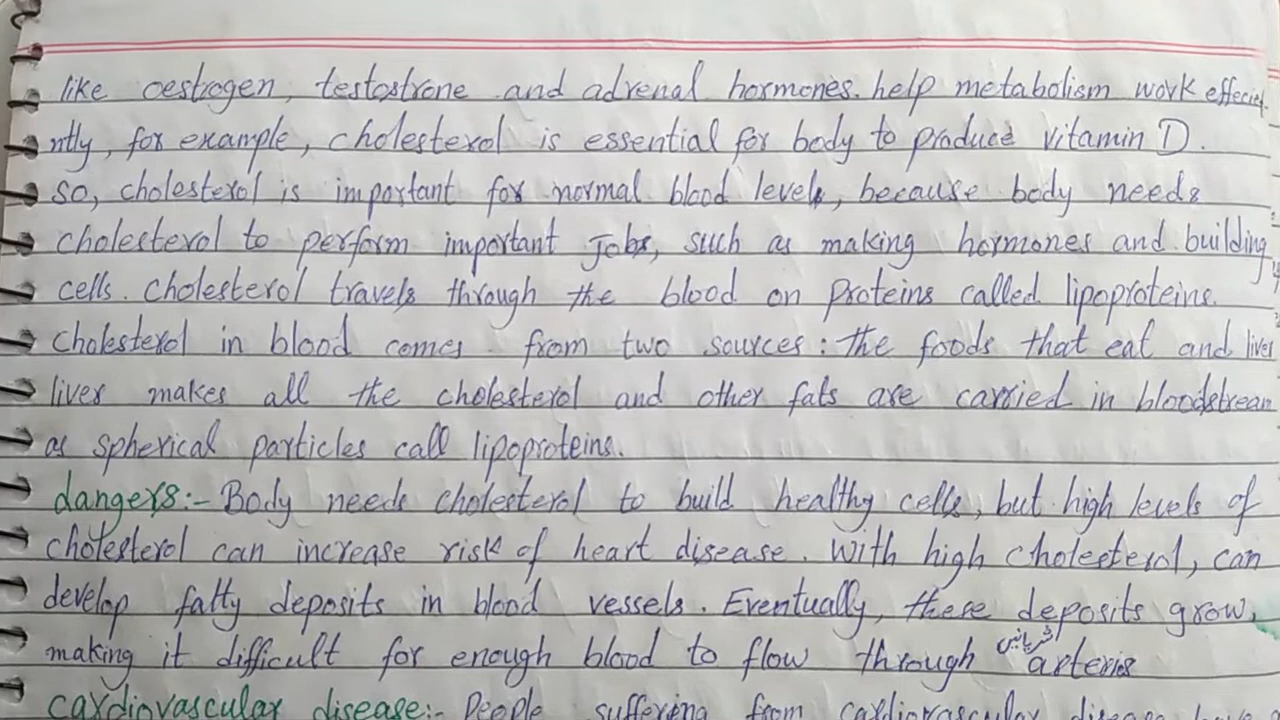 like oestrogen, testostrone and adrenal hormones. help metabolism work effecie
ntly, for example, cholesterol is essential for body to produce vitamin D.
so, cholesterol is important for normal blood levels, because body needs
cholesterol to perform important Jobs, such as making hormones and building
cells. cholesterol travels through the blood on proteins called lipoproteins.
cholesterol in blood comes from two sources: the foods that eat and liver
liver makes all the cholesterol and other fats are carried in bloodstream
as spherical particles call lipoproteins.
dangers:- Body needs cholesterol to build healthy cells, but high levels of
cholesterol can increase risk of heart disease. With high cholesterol, can
develop fatty deposits in blood vessels. Eventually, these deposits grow,
making it difficult for enough blood to flow through arteries
cardiovascular disease:- People suffering from cardiovascular disease have